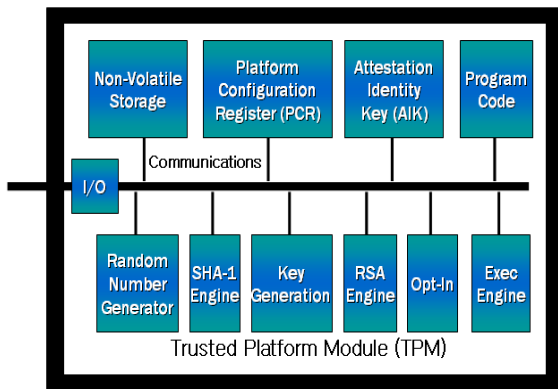 Non-Volatile
Storage
Platform
Configuration
Register (PCR)
Attestation
Identity
Key (AIK)
Program
Code
Communications
I/O
Random
Number
Generator
SHA-1
Engine
Key
Generation
RSA
Engine
Opt-In
Exec
Engine
Trusted Platform Module (TPM)